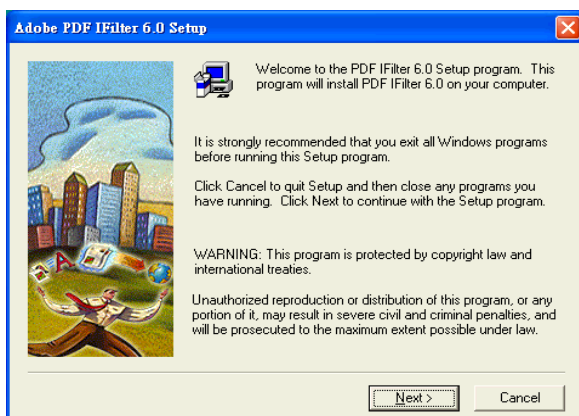 Adobe PDF IFilter 6.0 Setup
Welcome to the PDF IFilter 6.0 Setup program. This
program will install PDF IFilter 6.0 on your computer.
It is strongly recommended that you exit all Windows programs
before running this Setup program.
Click Cancel to quit Setup and then close any programs you
have running. Click Next to continue with the Setup program.
WARNING: This program is protected by copyright law and
international treaties.
Unauthorized reproduction or distribution of this program, or any
portion of it, may result in severe civil and criminal penalties, and
will be prosecuted to the maximum extent possible under law.
Next > Cancel